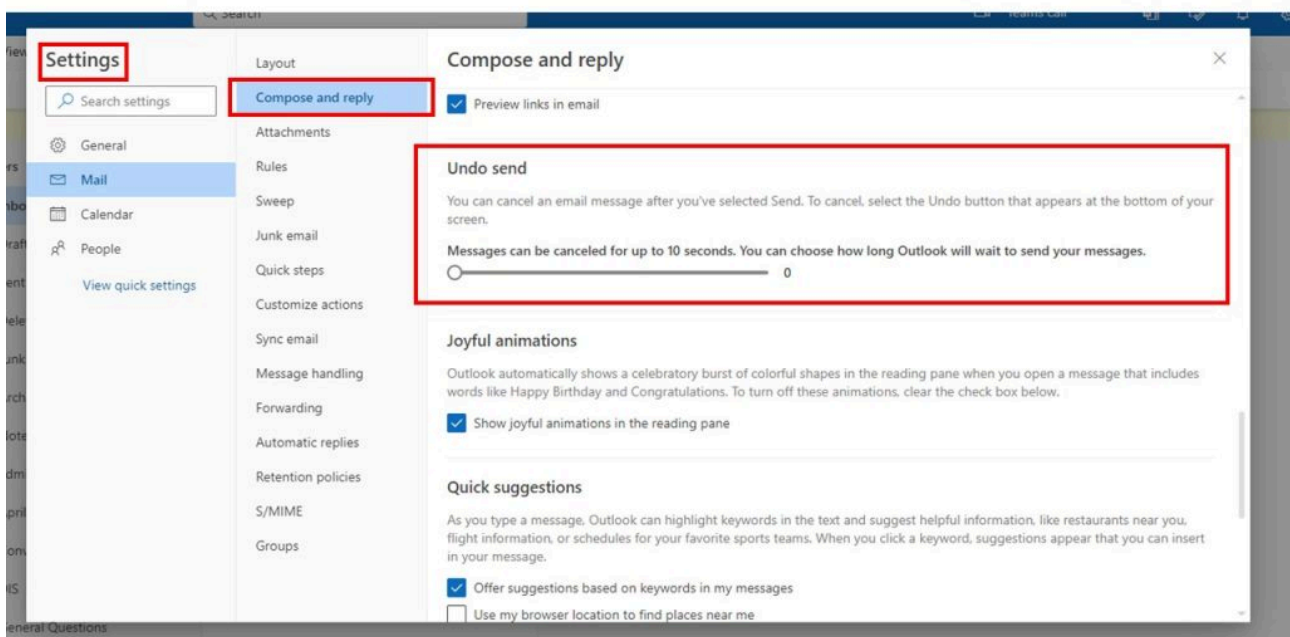 Search
Teams call
View
Settings
Search settings
General
Mail
Calendar
People
View quick settings
Layout
Compose and reply
Attachments
Rules
Sweep
Junk email
Quick steps
Customize actions
Sync email
Message handling
Forwarding
Automatic replies
Retention policies
S/MIME
Groups
Compose and reply
Preview links in email
Undo send
You can cancel an email message after you've selected Send. To cancel, select the Undo button that appears at the bottom of your
screen.
Messages can be canceled for up to 10 seconds. You can choose how long Outlook will wait to send your messages.
0
Joyful animations
Outlook automatically shows a celebratory burst of colorful shapes in the reading pane when you open a message that includes
words like Happy Birthday and Congratulations. To turn off these animations, clear the check box below.
Show joyful animations in the reading pane
Quick suggestions
As you type a message, Outlook can highlight keywords in the text and suggest helpful information, like restaurants near you,
flight information, or schedules for your favorite sports teams. When you click a keyword, suggestions appear that you can insert
in your message.
Offer suggestions based on keywords in my messages
Use my browser location to find places near me
General Questions